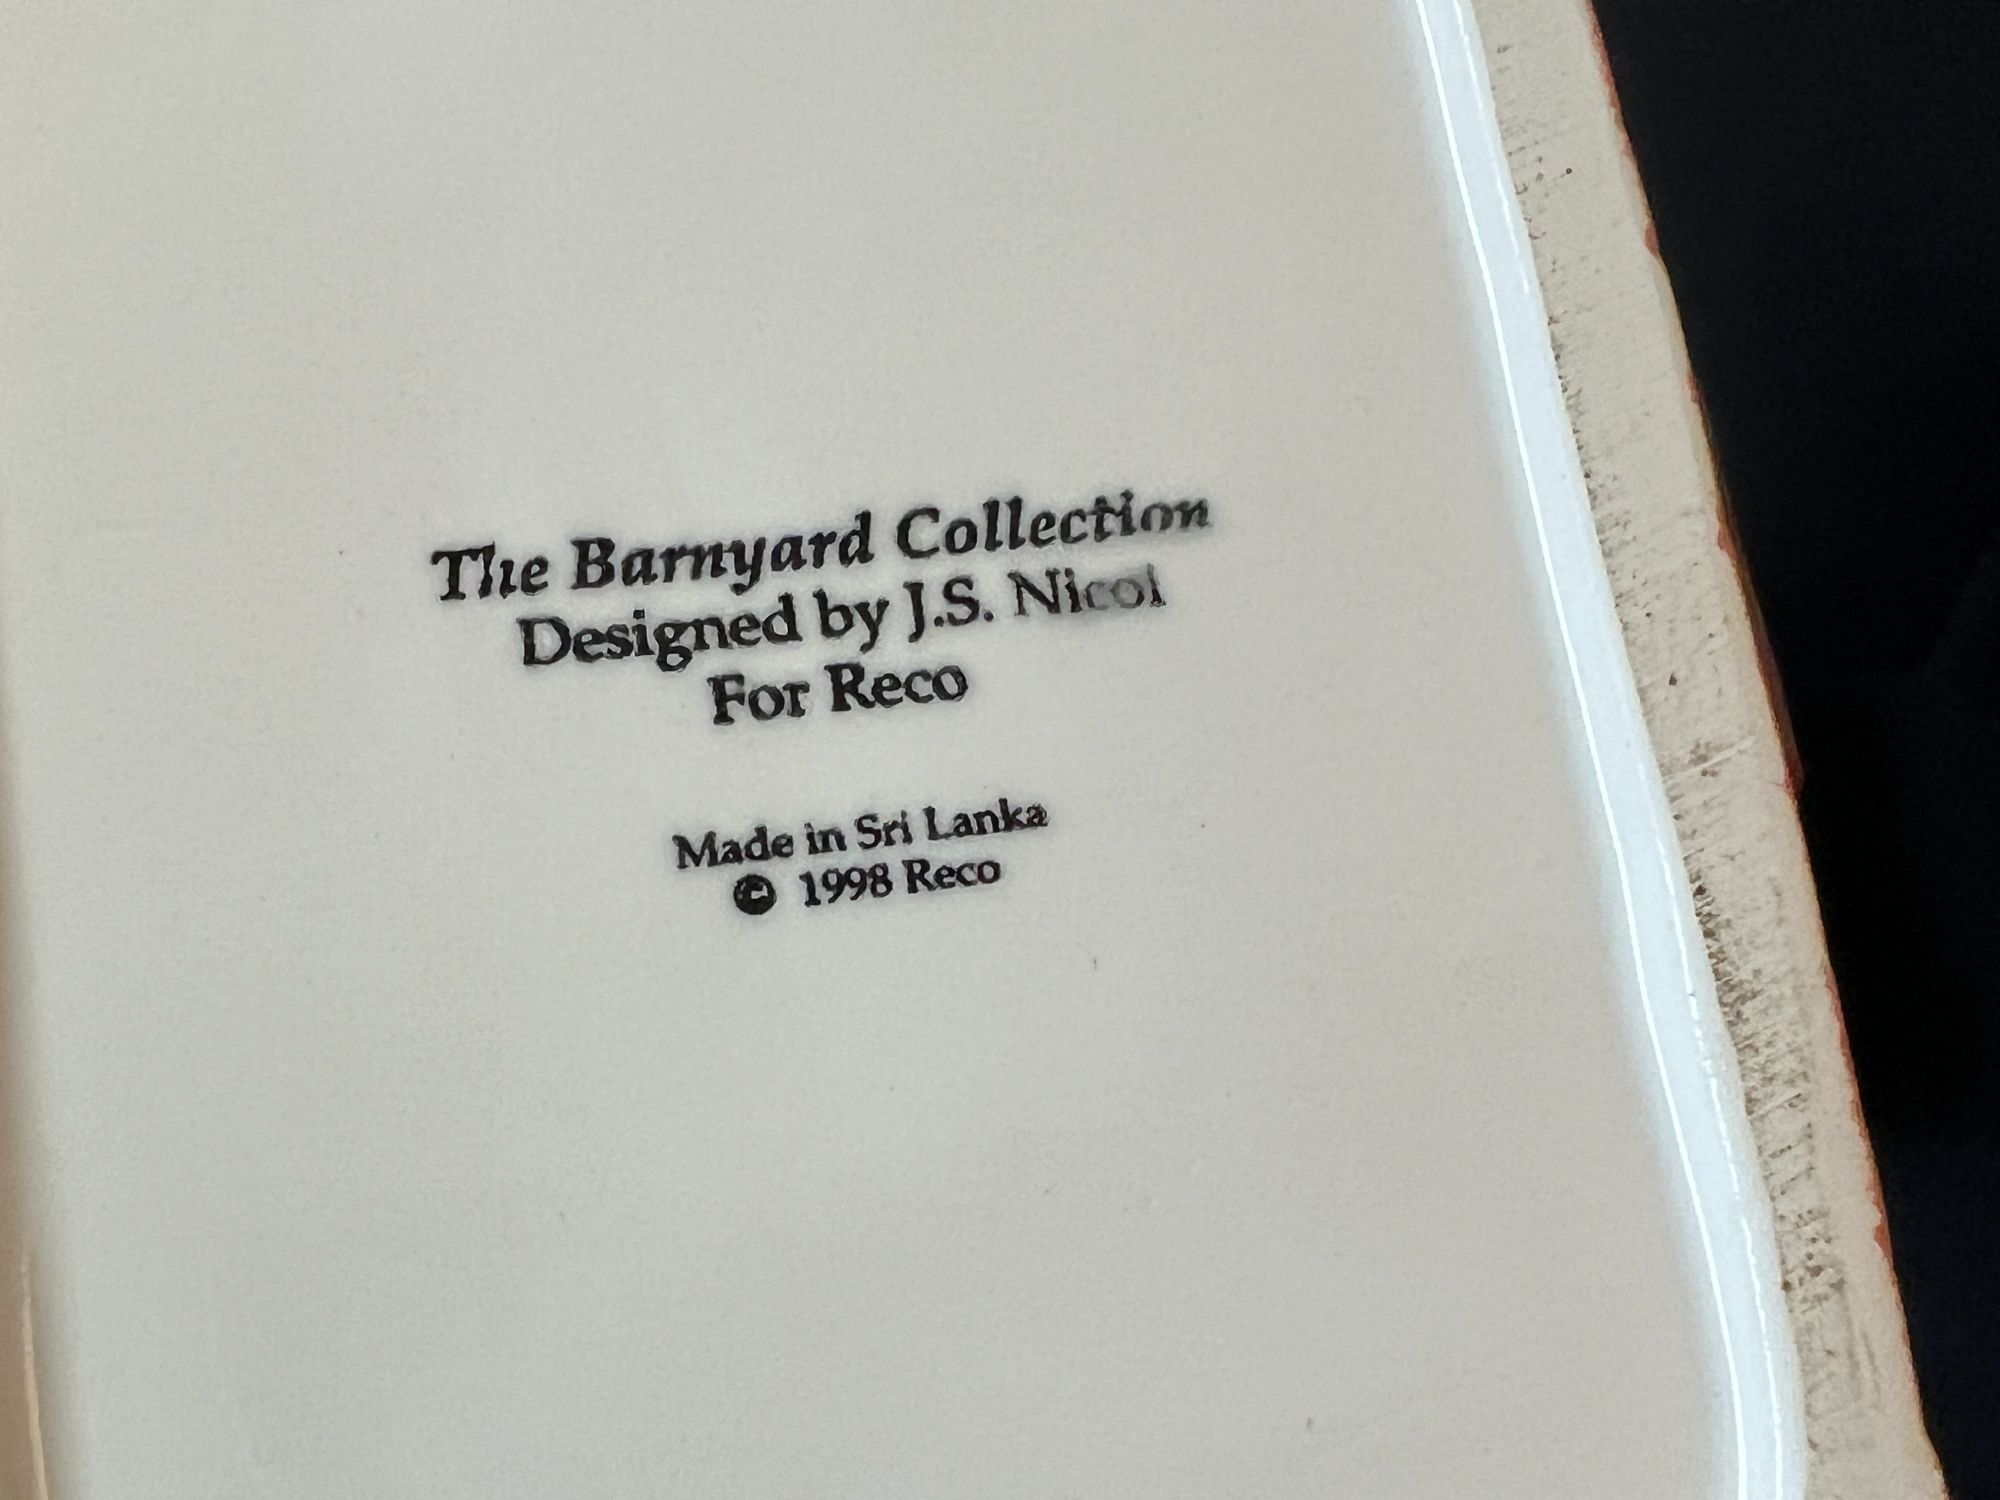 The Barnyard Collection
Designed by J.S. Nicol
For Reco
Made in Sri Lanka
© 1998 Reco